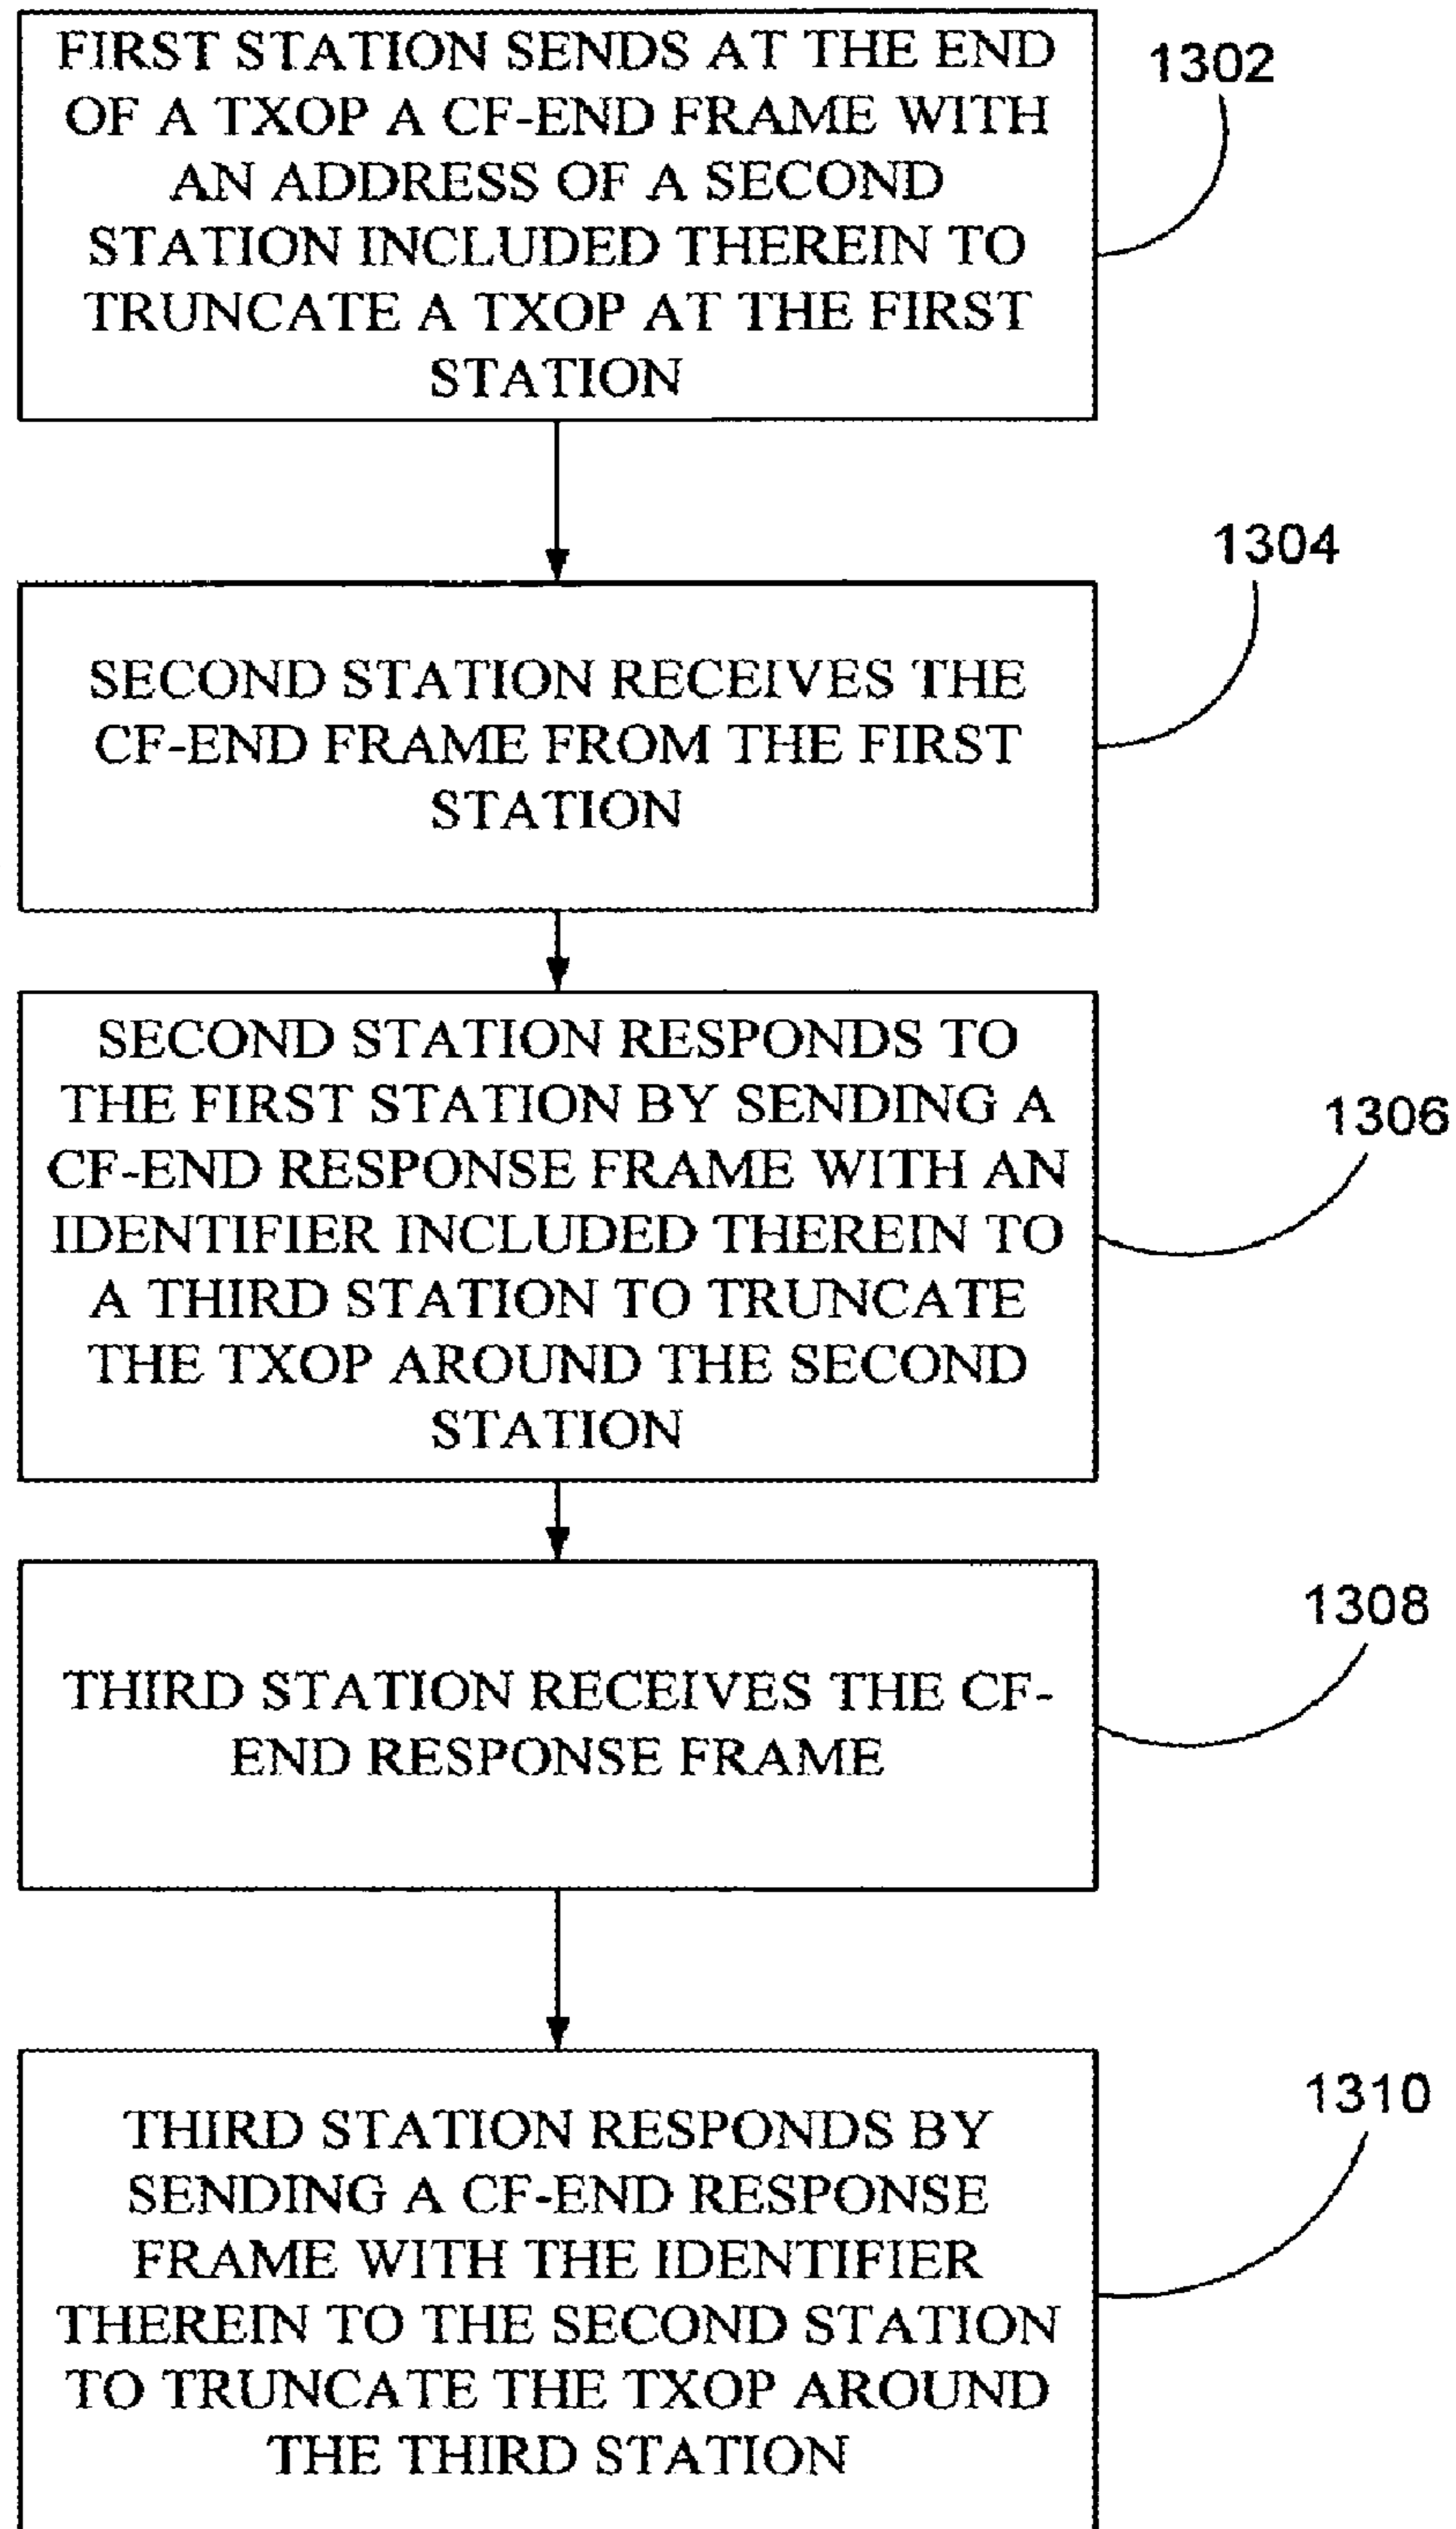 FIRST STATION SENDS AT THE END
OF A TXOP A CF-END FRAME WITH
AN ADDRESS OF A SECOND
STATION INCLUDED THEREIN TO
TRUNCATE A TXOP AT THE FIRST
STATION
1302
SECOND STATION RECEIVES THE
CF-END FRAME FROM THE FIRST
STATION
1304
SECOND STATION RESPONDS TO
THE FIRST STATION BY SENDING A
CF-END RESPONSE FRAME WITH AN
IDENTIFIER INCLUDED THEREIN TO
A THIRD STATION TO TRUNCATE
THE TXOP AROUND THE SECOND
STATION
1306
THIRD STATION RECEIVES THE CF-
END RESPONSE FRAME
1308
THIRD STATION RESPONDS BY
SENDING A CF-END RESPONSE
FRAME WITH THE IDENTIFIER
THEREIN TO THE SECOND STATION
TO TRUNCATE THE TXOP AROUND
THE THIRD STATION
1310